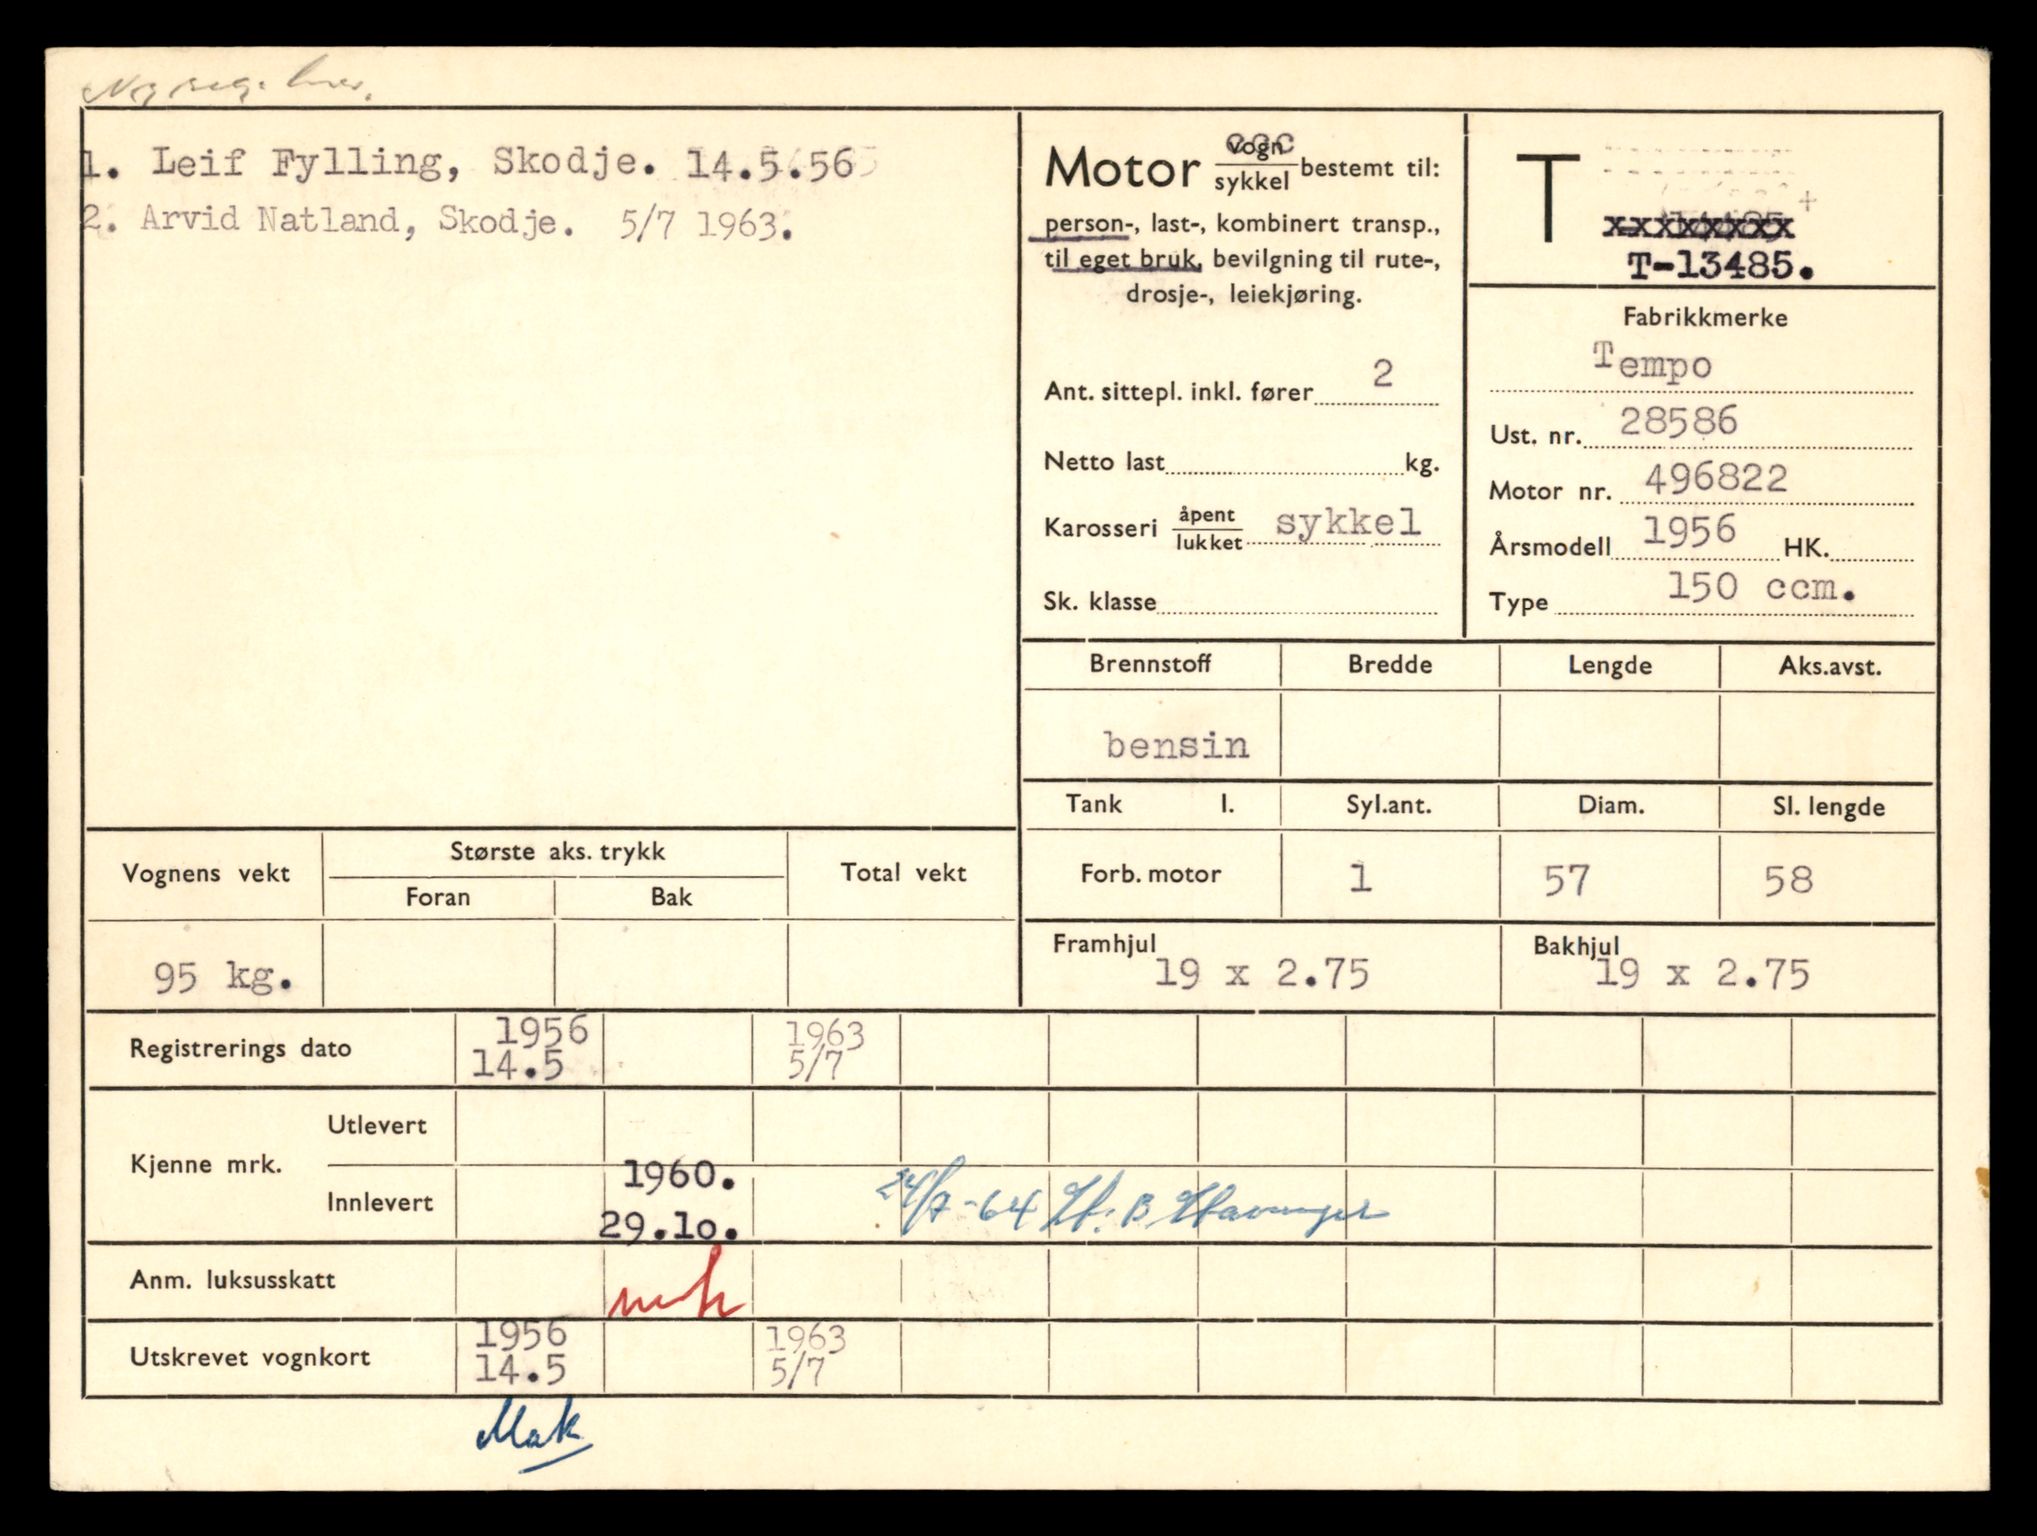 1. Leif Fylling, Skodje. 14.5.56
2. Arvid Natland, Skodje. 5/7 1963.
Motor vogn/sykkel bestemt til:
person-, last-, kombinert transp.,
til eget bruk, bevilgning til rute-,
drosje-, leiekjøring.
Ant. sittepl. inkl. fører 2
Netto last kg.
Karosseri åpent/lukket sykkel
Sk. klasse
T
xxxxxxxx
T-13485.
Fabrikkmerke
Tempo
Ust. nr. 28586
Motor nr. 496822
Årsmodell 1956 HK.
Type 150 ccm.
Brennstoff Bredde Lengde Aks.avst.
bensin
Tank l. Syl.ant. Diam. Sl. lengde
Forb. motor 1 57 58
Framhjul Bakhjul
19 x 2.75 19 x 2.75
Vognens vekt Største aks. trykk Total vekt
Foran Bak
95 kg.
Registrerings dato 1956 1963
14.5 5/7
Kjenne mrk. Utlevert
Innlevert 1960.
29.10. 24/7-64 Lf. B.
Anm. luksusskatt
Utskrevet vognkort 1956 1963
14.5 5/7
Mak